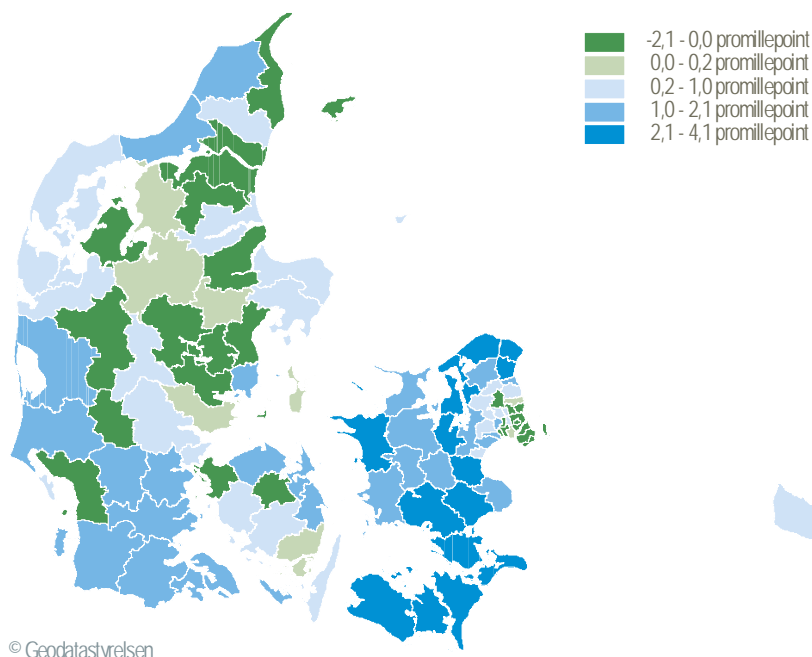 -2,1 - 0,0 promillepoint
0,0 - 0,2 promillepoint
0,2 - 1,0 promillepoint
1,0 - 2,1 promillepoint
2,1 - 4,1 promillepoint
© Geodatastyrelsen